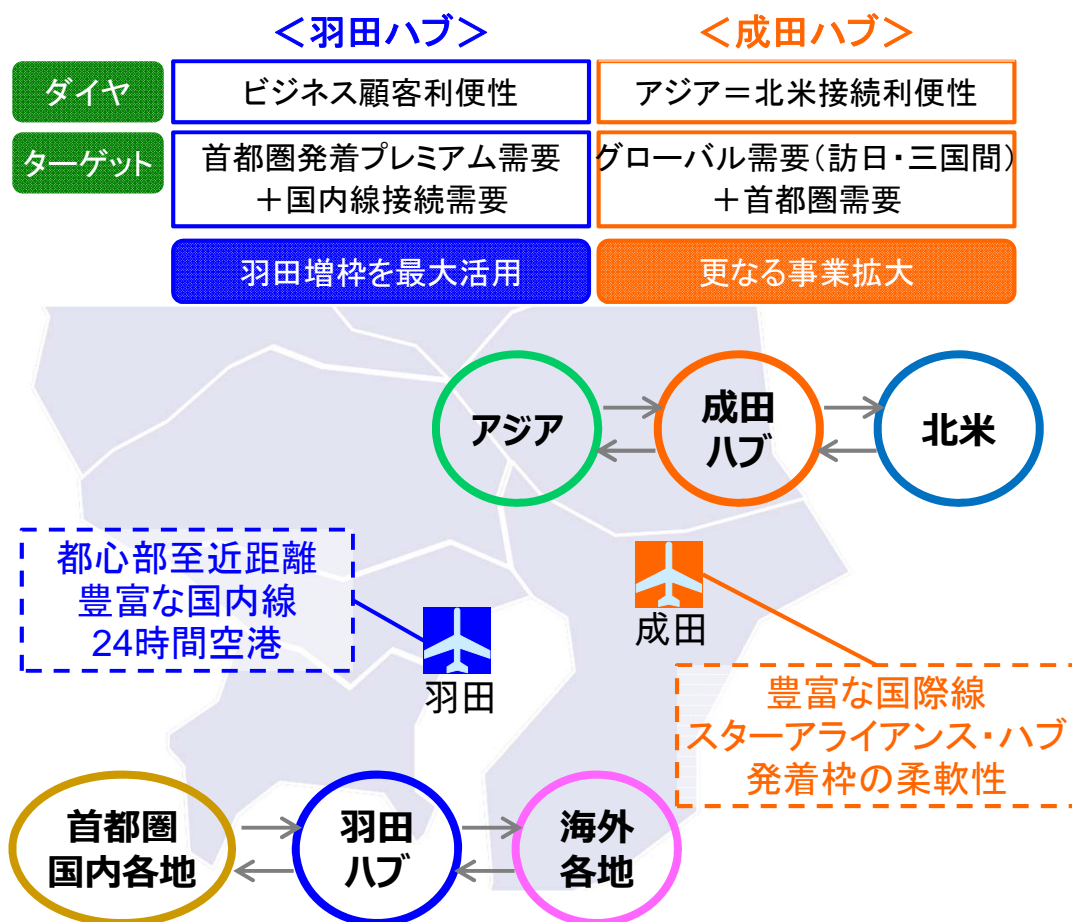 ＜羽田ハブ＞
＜成田ハブ＞
ダイヤ
ビジネス顧客利便性
アジア＝北米接続利便性
ターゲット
首都圏発着プレミアム需要
＋国内線接続需要
グローバル需要（訪日・三国間）
＋首都圏需要
羽田増枠を最大活用
更なる事業拡大
アジア
成田
ハブ
北米
都心部至近距離
豊富な国内線
24時間空港
羽田
成田
豊富な国際線
スターアライアンス・ハブ
発着枠の柔軟性
首都圏
国内各地
羽田
ハブ
海外
各地